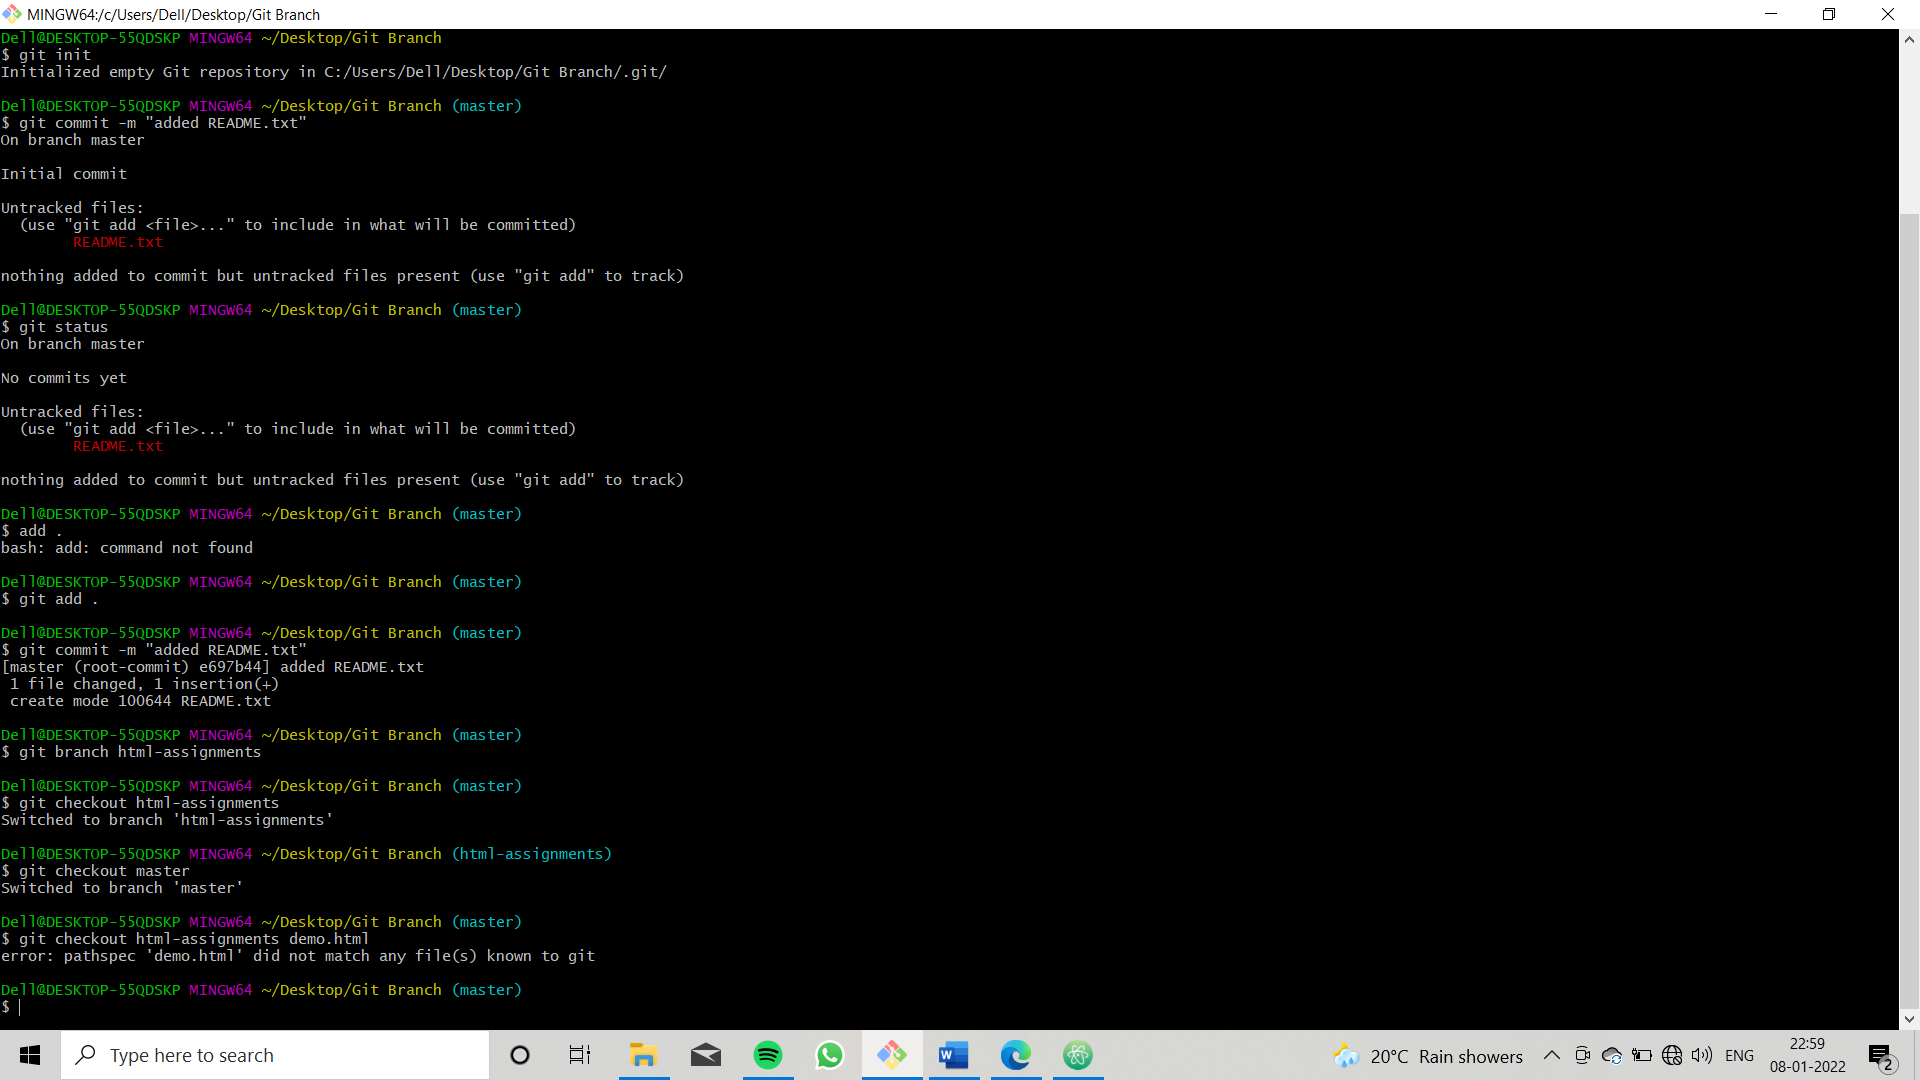 MINGW64:/c/Users/Dell/Desktop/Git Branch
Dell@DESKTOP-55QDSKP MINGW64 ~/Desktop/Git Branch
$ git init
Initialized empty Git repository in C:/Users/Dell/Desktop/Git Branch/.git/
Dell@DESKTOP-55QDSKP MINGW64 ~/Desktop/Git Branch (master)
$ git commit -m "added README.txt"
On branch master
Initial commit
Untracked files:
  (use "git add <file>..." to include in what will be committed)
        README.txt
nothing added to commit but untracked files present (use "git add" to track)
Dell@DESKTOP-55QDSKP MINGW64 ~/Desktop/Git Branch (master)
$ git status
On branch master
No commits yet
Untracked files:
  (use "git add <file>..." to include in what will be committed)
        README.txt
nothing added to commit but untracked files present (use "git add" to track)
Dell@DESKTOP-55QDSKP MINGW64 ~/Desktop/Git Branch (master)
$ add .
bash: add: command not found
Dell@DESKTOP-55QDSKP MINGW64 ~/Desktop/Git Branch (master)
$ git add .
Dell@DESKTOP-55QDSKP MINGW64 ~/Desktop/Git Branch (master)
$ git commit -m "added README.txt"
[master (root-commit) e697b44] added README.txt
 1 file changed, 1 insertion(+)
 create mode 100644 README.txt
Dell@DESKTOP-55QDSKP MINGW64 ~/Desktop/Git Branch (master)
$ git branch html-assignments
Dell@DESKTOP-55QDSKP MINGW64 ~/Desktop/Git Branch (master)
$ git checkout html-assignments
Switched to branch 'html-assignments'
Dell@DESKTOP-55QDSKP MINGW64 ~/Desktop/Git Branch (html-assignments)
$ git checkout master
Switched to branch 'master'
Dell@DESKTOP-55QDSKP MINGW64 ~/Desktop/Git Branch (master)
$ git checkout html-assignments demo.html
error: pathspec 'demo.html' did not match any file(s) known to git
Dell@DESKTOP-55QDSKP MINGW64 ~/Desktop/Git Branch (master)
$
Type here to search
20°C Rain showers
ENG
22:59
08-01-2022
2